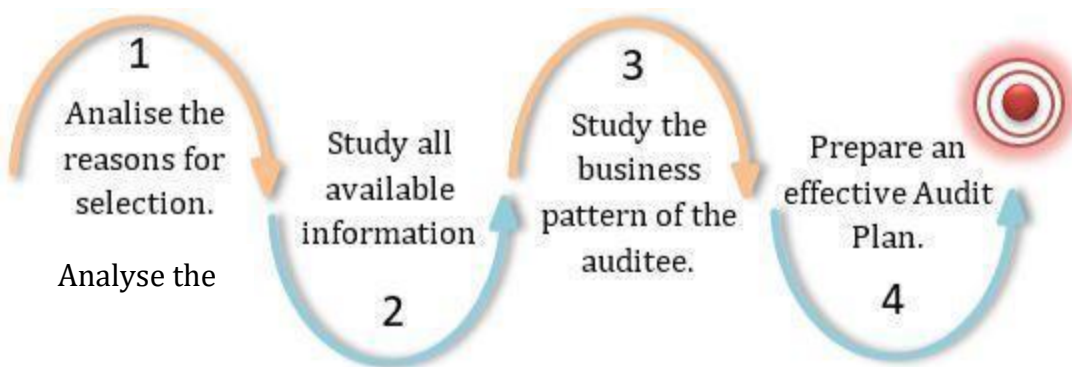 1
Analise the
reasons for
selection.
Analyse the
Study all
available
information
2
3
Study the
business
pattern of the
auditee.
Prepare an
effective Audit
Plan.
4